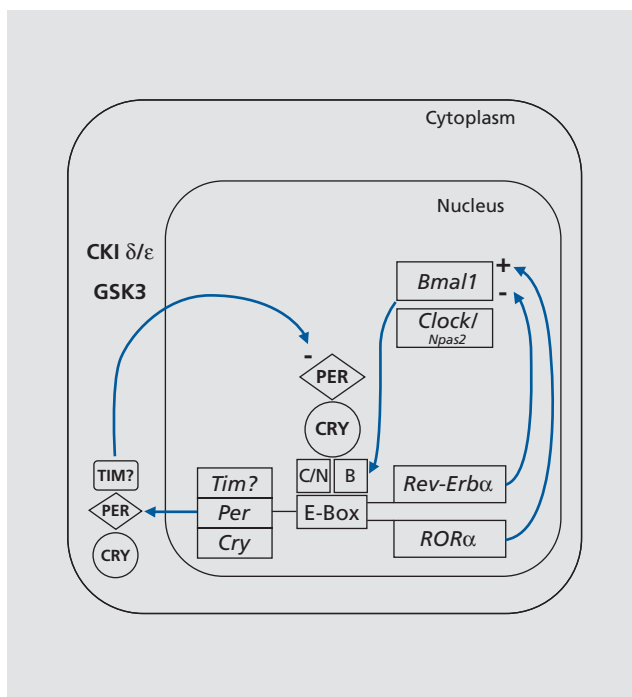 Cytoplasm
Nucleus
CKI δ/ε
GSK3
+
Bmal1
-
Clock/
Npas2
-
PER
CRY
C/N B
TIM?
PER
CRY
Tim?
Per
Cry
E-Box
Rev-Erbα
RORα